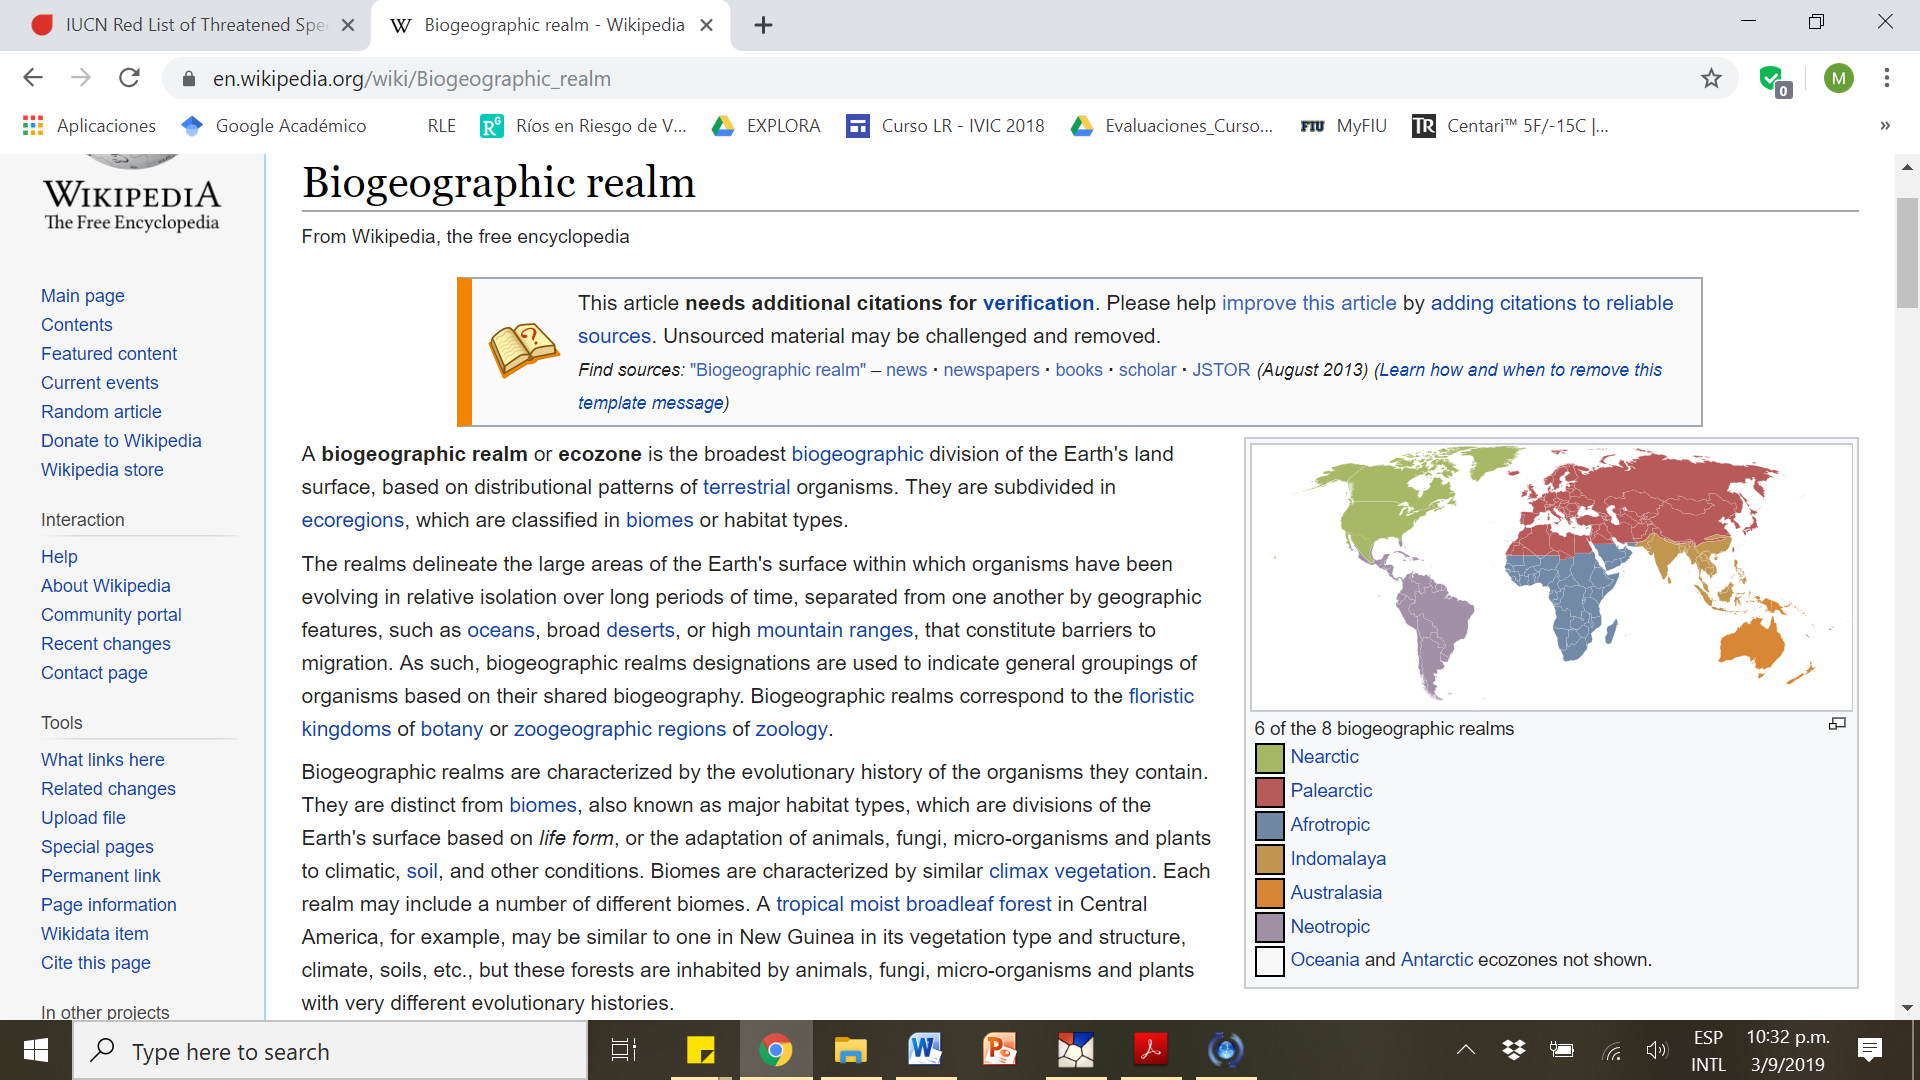 IUCN Red List of Threatened Spe
Biogeographic realm - Wikipedia
en.wikipedia.org/wiki/Biogeographic_realm
0
M
Aplicaciones
Google Académico
RLE
RG
Ríos en Riesgo de V...
EXPLORA
Curso LR - IVIC 2018
Evaluaciones_Curso...
FIU
MyFIU
TR
Centari™ 5F/-15C |...
»
WIKIPEDIA
The Free Encyclopedia
Main page
Contents
Featured content
Current events
Random article
Donate to Wikipedia
Wikipedia store
Interaction
Help
About Wikipedia
Community portal
Recent changes
Contact page
Tools
What links here
Related changes
Upload file
Special pages
Permanent link
Page information
Wikidata item
Cite this page
In other projects
Biogeographic realm
From Wikipedia, the free encyclopedia
This article needs additional citations for verification. Please help improve this article by adding citations to reliable
sources. Unsourced material may be challenged and removed.
Find sources: "Biogeographic realm" – news · newspapers · books · scholar · JSTOR (August 2013) (Learn how and when to remove this
template message)
A biogeographic realm or ecozone is the broadest biogeographic division of the Earth's land
surface, based on distributional patterns of terrestrial organisms. They are subdivided in
ecoregions, which are classified in biomes or habitat types.
The realms delineate the large areas of the Earth's surface within which organisms have been
evolving in relative isolation over long periods of time, separated from one another by geographic
features, such as oceans, broad deserts, or high mountain ranges, that constitute barriers to
migration. As such, biogeographic realms designations are used to indicate general groupings of
organisms based on their shared biogeography. Biogeographic realms correspond to the floristic
kingdoms of botany or zoogeographic regions of zoology.
Biogeographic realms are characterized by the evolutionary history of the organisms they contain.
They are distinct from biomes, also known as major habitat types, which are divisions of the
Earth's surface based on life form, or the adaptation of animals, fungi, micro-organisms and plants
to climatic, soil, and other conditions. Biomes are characterized by similar climax vegetation. Each
realm may include a number of different biomes. A tropical moist broadleaf forest in Central
America, for example, may be similar to one in New Guinea in its vegetation type and structure,
climate, soils, etc., but these forests are inhabited by animals, fungi, micro-organisms and plants
with very different evolutionary histories.
6 of the 8 biogeographic realms
Nearctic
Palearctic
Afrotropic
Indomalaya
Australasia
Neotropic
Oceania and Antarctic ecozones not shown.
Type here to search
ESP
INTL
10:32 p.m.
3/9/2019